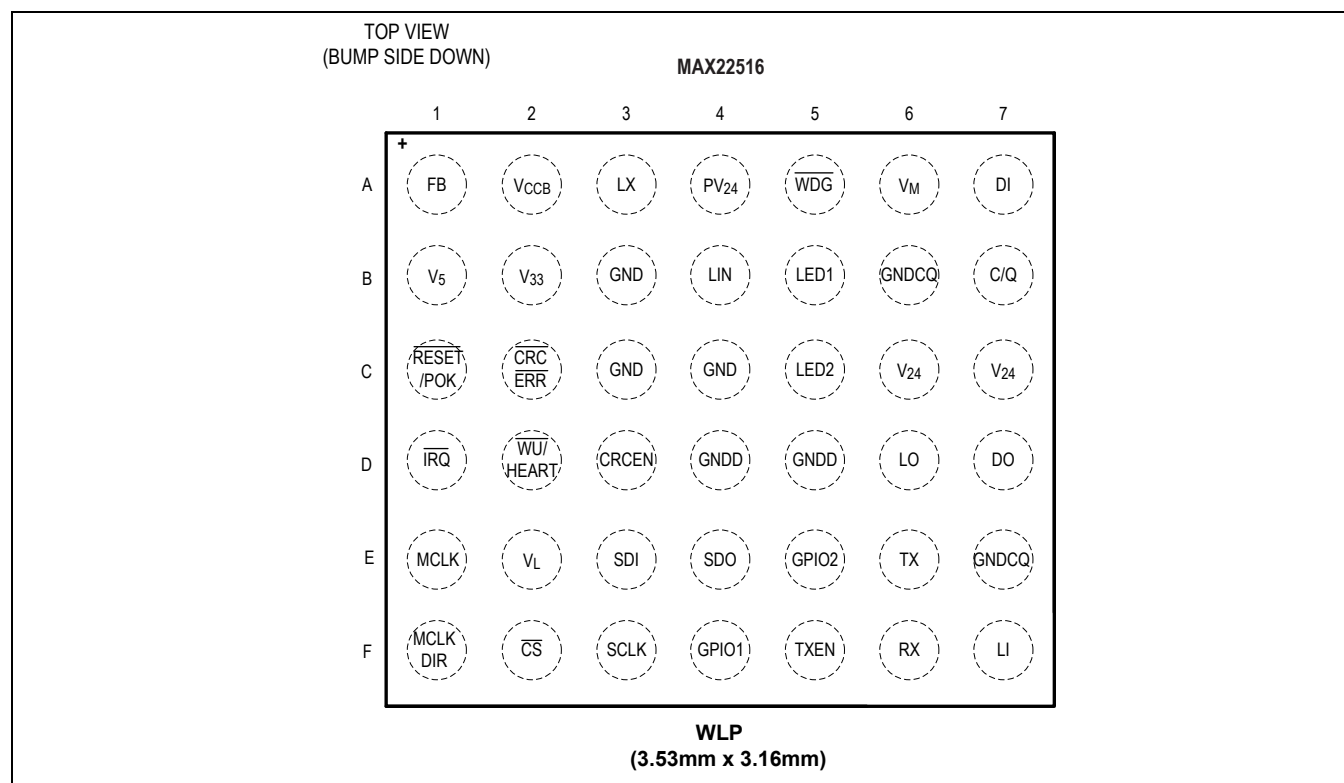 TOP VIEW
(BUMP SIDE DOWN)
MAX22516
1 2 3 4 5 6 7
+
A FB VCCB LX PV24 WDG VM DI
B V5 V33 GND LIN LED1 GNDCQ C/Q
C RESET/POK CRC ERR GND GND LED2 V24 V24
D IRQ WU/HEART CRCEN GNDD GNDD LO DO
E MCLK VL SDI SDO GPIO2 TX GNDCQ
F MCLK DIR CS SCLK GPIO1 TXEN RX LI
WLP
(3.53mm x 3.16mm)